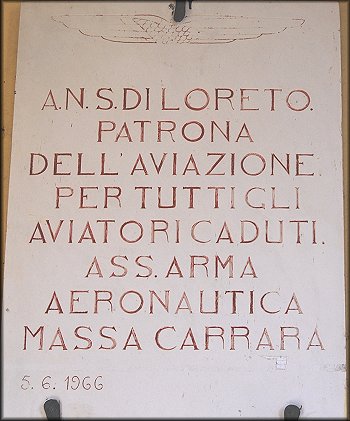 A.N.S.DI LORETO.
PATRONA
DELL'AVIAZIONE.
PER TUTTI GLI
AVIATORI CADUTI.
ASS. ARMA
AERONAUTICA
MASSA CARRARA
5.6.1966